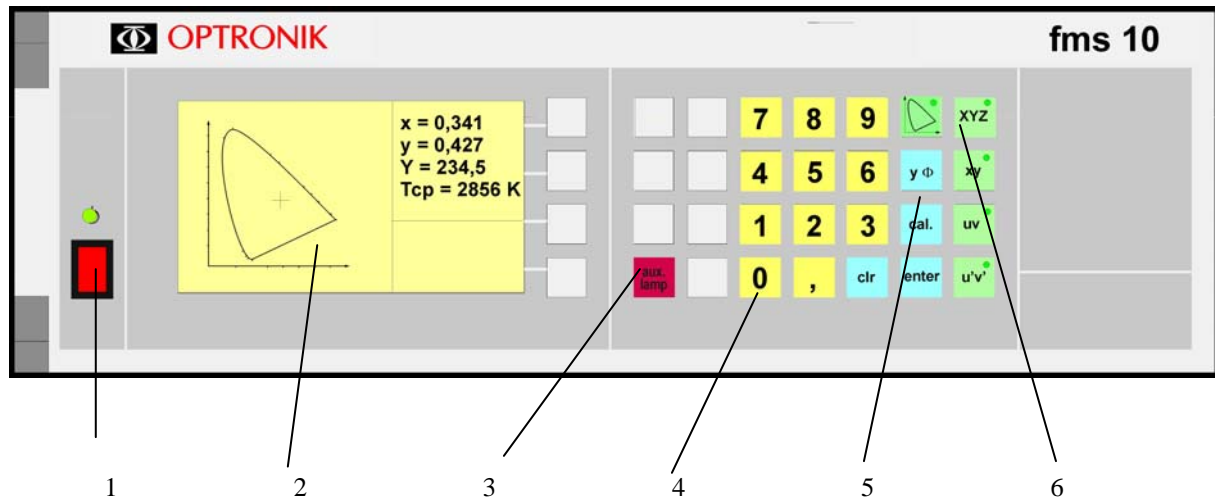 OPTRONIK
fms 10
x = 0,341
y = 0,427
Y = 234,5
Tcp = 2856 K
7 8 9 XYZ
4 5 6 y Φ xy
1 2 3 cal. uv
aux.
lamp
0 , clr enter u'v'
1 2 3 4 5 6